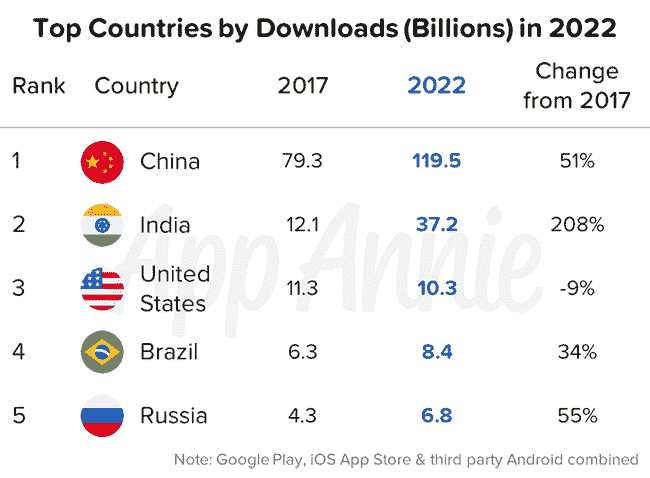 Top Countries by Downloads (Billions) in 2022
Rank Country 2017 2022 Change from 2017
1 China 79.3 119.5 51%
2 India 12.1 37.2 208%
3 United States 11.3 10.3 -9%
4 Brazil 6.3 8.4 34%
5 Russia 4.3 6.8 55%
App Annie
Note: Google Play, iOS App Store & third party Android combined